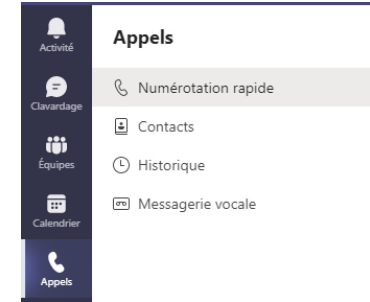 Activité
Clavardage
Équipes
Calendrier
Appels
Appels
Numérotation rapide
Contacts
Historique
Messagerie vocale